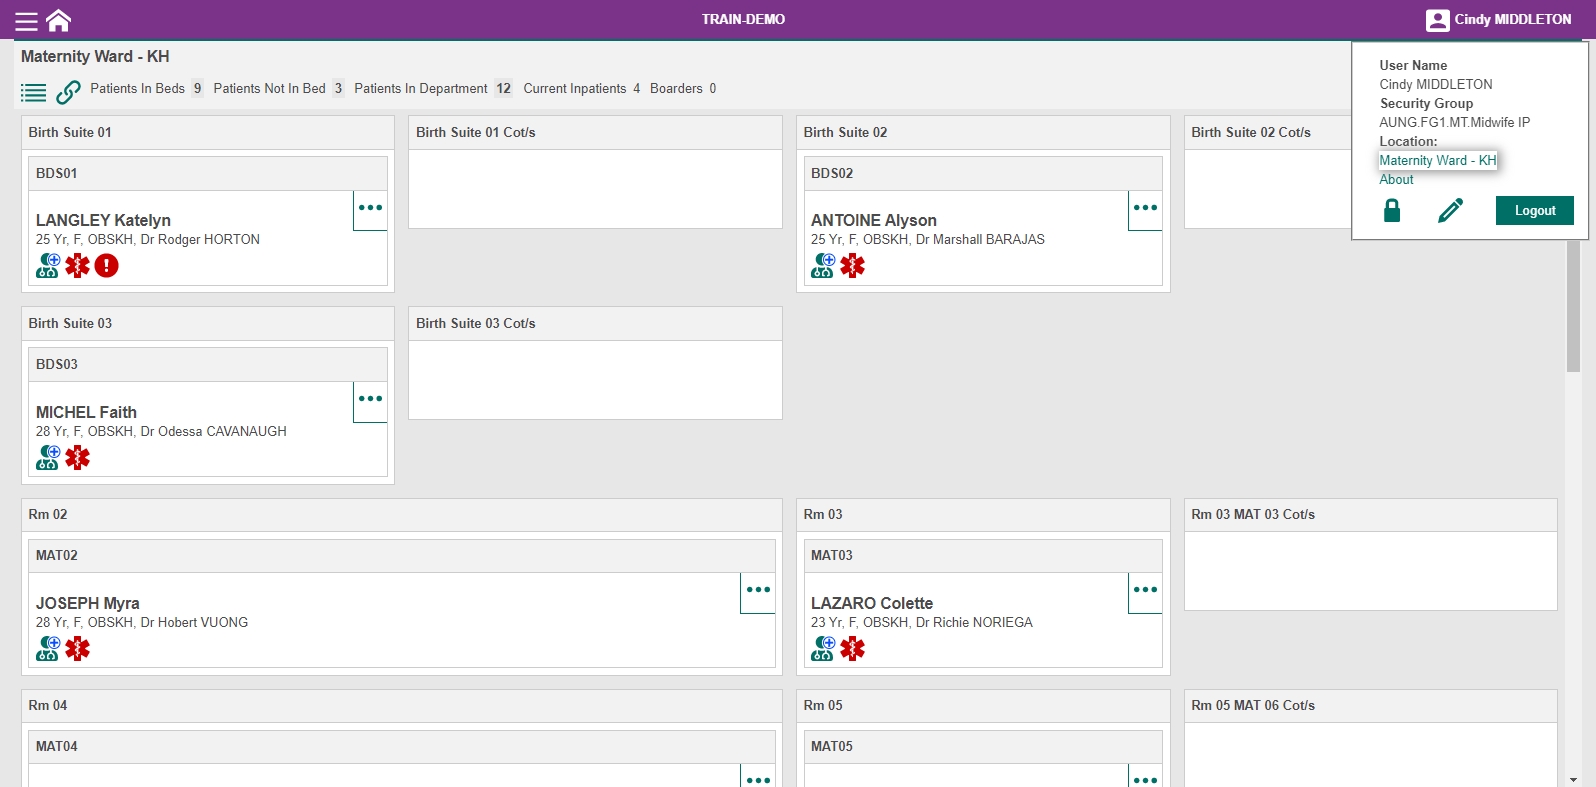 TRAIN-DEMO
Cindy MIDDLETON
Maternity Ward - KH
Patients In Beds 9 Patients Not In Bed 3 Patients In Department 12 Current Inpatients 4 Boarders 0
User Name
Cindy MIDDLETON
Security Group
AUNG.FG1.MT.Midwife IP
Location:
Maternity Ward - KH
About
Logout
Birth Suite 01
BDS01
LANGLEY Katelyn
25 Yr, F, OBSKH, Dr Rodger HORTON
Birth Suite 01 Cot/s
Birth Suite 02
BDS02
ANTOINE Alyson
25 Yr, F, OBSKH, Dr Marshall BARAJAS
Birth Suite 02 Cot/s
Birth Suite 03
BDS03
MICHEL Faith
28 Yr, F, OBSKH, Dr Odessa CAVANAUGH
Birth Suite 03 Cot/s
Rm 02
MAT02
JOSEPH Myra
28 Yr, F, OBSKH, Dr Hobert VUONG
Rm 03
MAT03
LAZARO Colette
23 Yr, F, OBSKH, Dr Richie NORIEGA
Rm 03 MAT 03 Cot/s
Rm 04
MAT04
Rm 05
MAT05
Rm 05 MAT 06 Cot/s